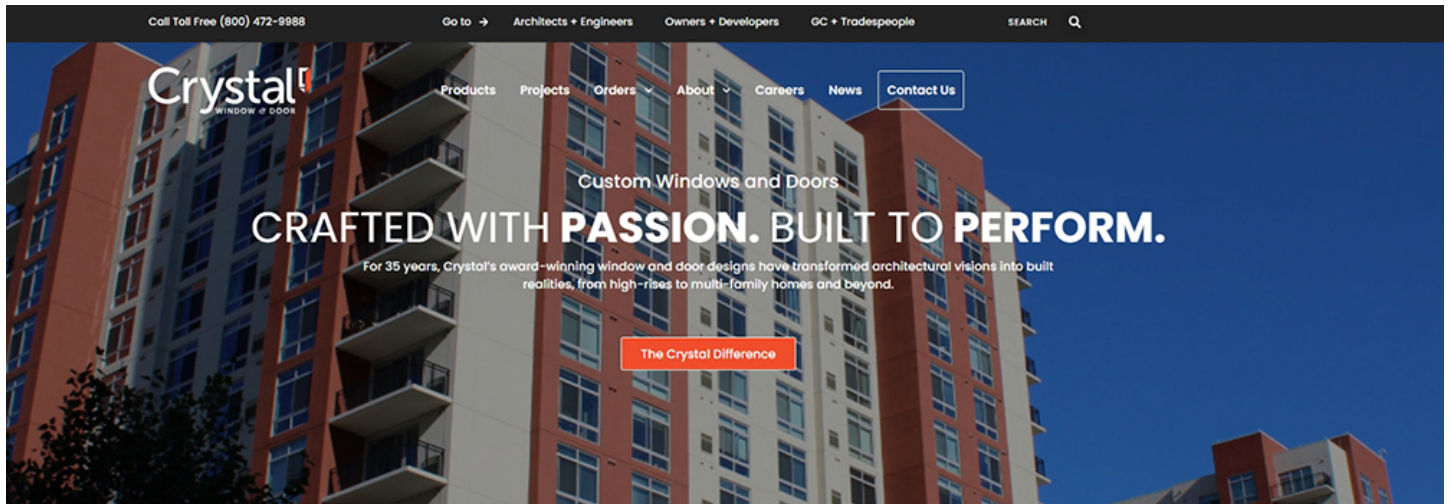 Call Toll Free (800) 472-9988
Go to → Architects + Engineers Owners + Developers GC + Tradespeople
SEARCH
Crystal
WINDOW & DOOR
Products Projects Orders About Careers News Contact Us
Custom Windows and Doors
CRAFTED WITH PASSION. BUILT TO PERFORM.
For 35 years, Crystal's award-winning window and door designs have transformed architectural visions into built
realities, from high-rises to multi-family homes and beyond.
The Crystal Difference